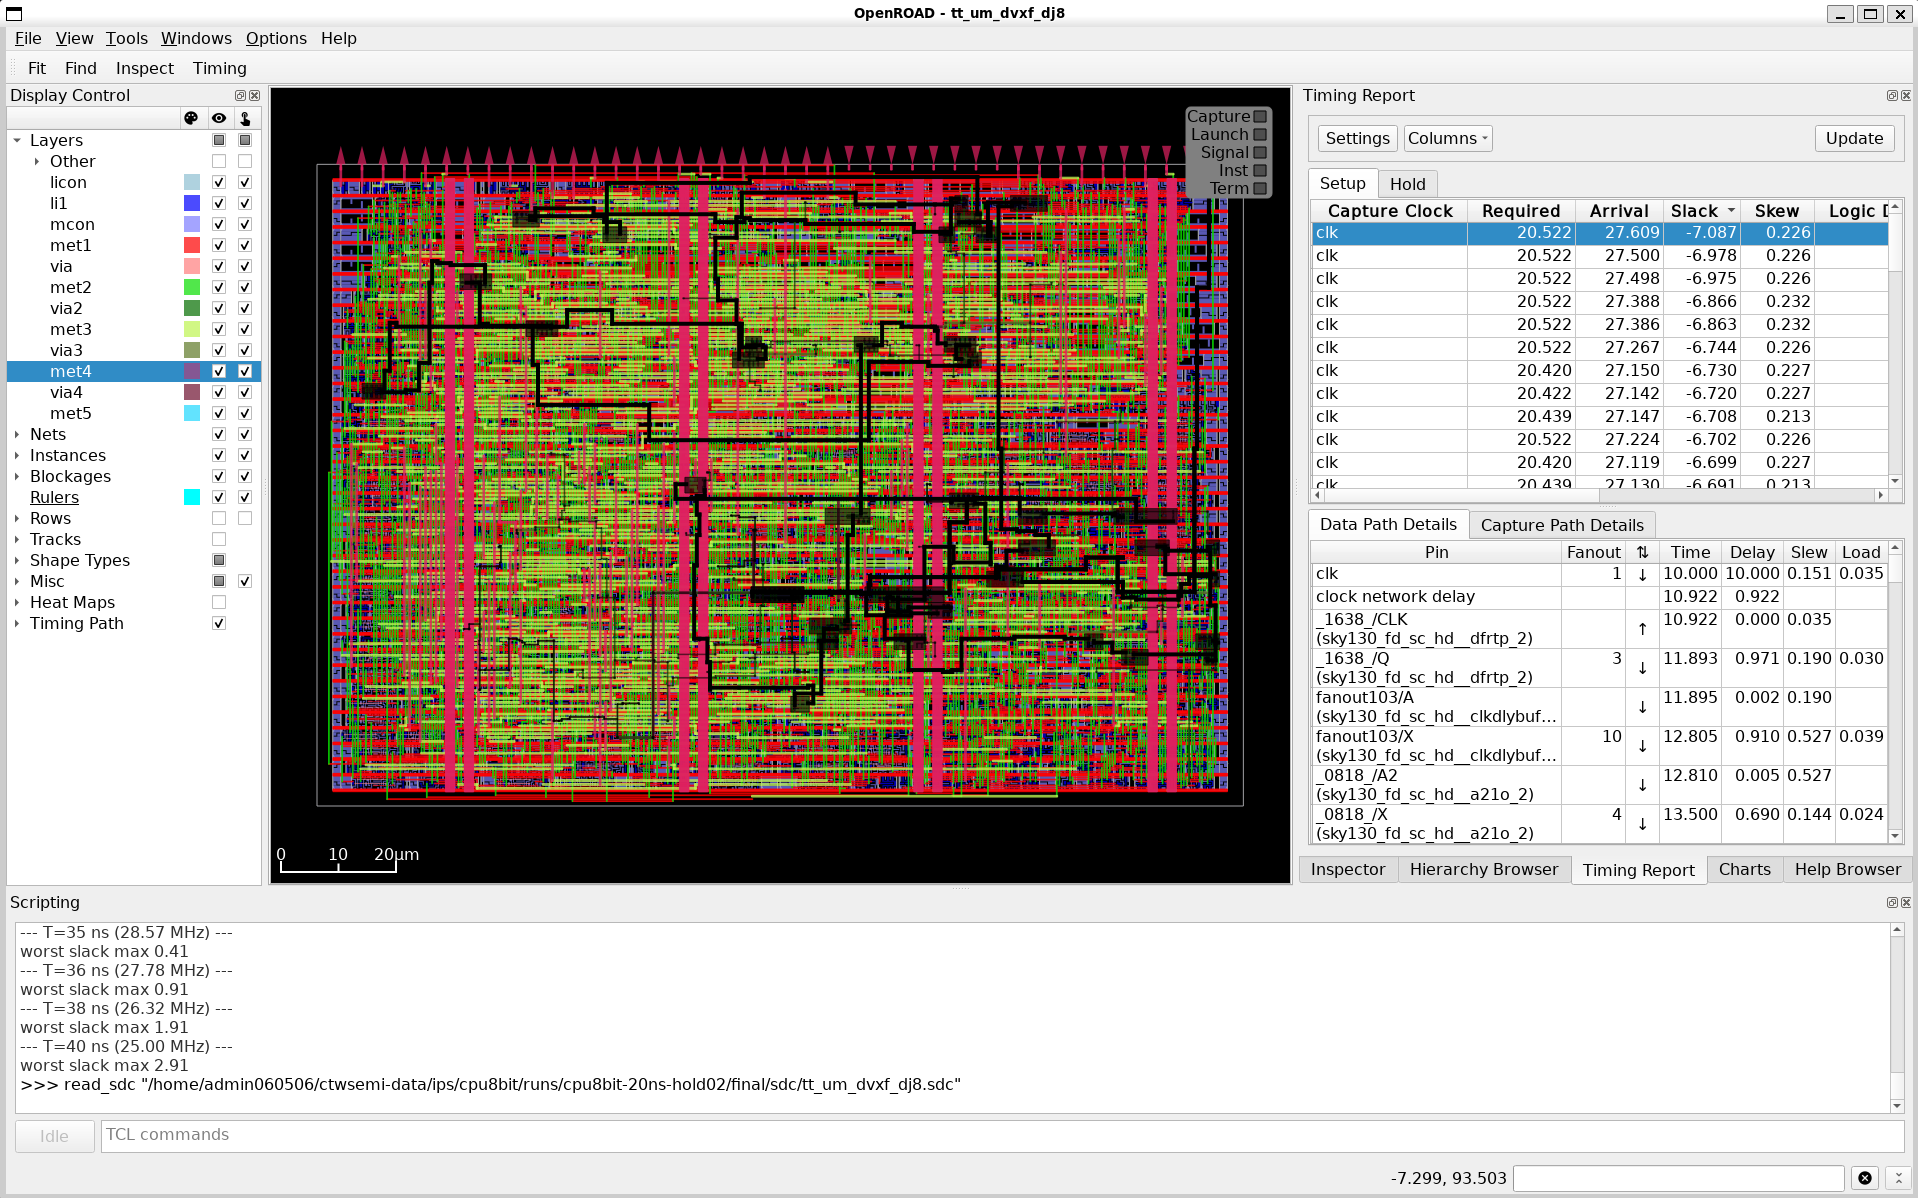 OpenROAD - tt_um_dvxf_dj8
File View Tools Windows Options Help
Fit Find Inspect Timing
Display Control
Layers
Other
licon
li1
mcon
met1
via
met2
via2
met3
via3
met4
via4
met5
Nets
Instances
Blockages
Rulers
Rows
Tracks
Shape Types
Misc
Heat Maps
Timing Path
Capture
Launch
Signal
Inst
Term
0 10 20μm
Timing Report
Settings Columns Update
Setup Hold
Capture Clock Required Arrival Slack Skew Logic D
clk 20.522 27.609 -7.087 0.226
clk 20.522 27.500 -6.978 0.226
clk 20.522 27.498 -6.975 0.226
clk 20.522 27.388 -6.866 0.232
clk 20.522 27.386 -6.863 0.232
clk 20.522 27.267 -6.744 0.226
clk 20.420 27.150 -6.730 0.227
clk 20.422 27.142 -6.720 0.227
clk 20.439 27.147 -6.708 0.213
clk 20.522 27.224 -6.702 0.226
clk 20.420 27.119 -6.699 0.227
clk 20.439 27.130 -6.691 0.213
Data Path Details Capture Path Details
Pin Fanout ⇅ Time Delay Slew Load
clk 1 ↓ 10.000 10.000 0.151 0.035
clock network delay 10.922 0.922
_1638_/CLK ↑ 10.922 0.000 0.035
(sky130_fd_sc_hd__dfrtp_2)
_1638_/Q 3 ↓ 11.893 0.971 0.190 0.030
(sky130_fd_sc_hd__dfrtp_2)
fanout103/A ↓ 11.895 0.002 0.190
(sky130_fd_sc_hd__clkdlybuf...
fanout103/X 10 ↓ 12.805 0.910 0.527 0.039
(sky130_fd_sc_hd__clkdlybuf...
_0818_/A2 ↓ 12.810 0.005 0.527
(sky130_fd_sc_hd__a21o_2)
_0818_/X 4 ↓ 13.500 0.690 0.144 0.024
(sky130_fd_sc_hd__a21o_2)
Inspector Hierarchy Browser Timing Report Charts Help Browser
Scripting
--- T=35 ns (28.57 MHz) ---
worst slack max 0.41
--- T=36 ns (27.78 MHz) ---
worst slack max 0.91
--- T=38 ns (26.32 MHz) ---
worst slack max 1.91
--- T=40 ns (25.00 MHz) ---
worst slack max 2.91
>>> read_sdc "/home/admin060506/ctwsemi-data/ips/cpu8bit/runs/cpu8bit-20ns-hold02/final/sdc/tt_um_dvxf_dj8.sdc"
Idle TCL commands
-7.299, 93.503